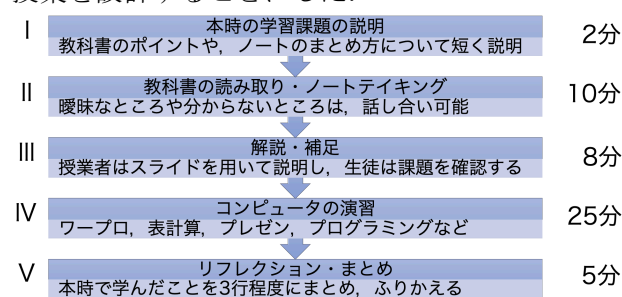 I
本時の学習課題の説明
教科書のポイントや，ノートのまとめ方について短く説明
2分
II
教科書の読み取り・ノートテイキング
曖昧なところや分からないところは，話し合い可能
10分
III
解説・補足
授業者はスライドを用いて説明し，生徒は課題を確認する
8分
IV
コンピュータの演習
ワープロ，表計算，プレゼン，プログラミングなど
25分
V
リフレクション・まとめ
本時で学んだことを3行程度にまとめ，ふりかえる
5分